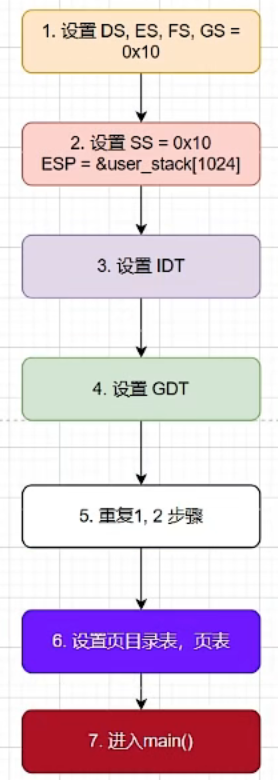 1. 设置 DS, ES, FS, GS =
0x10
2. 设置 SS = 0x10
ESP = &user_stack[1024]
3. 设置 IDT
4. 设置 GDT
5. 重复1, 2 步骤
6. 设置页目录表，页表
7. 进入main()